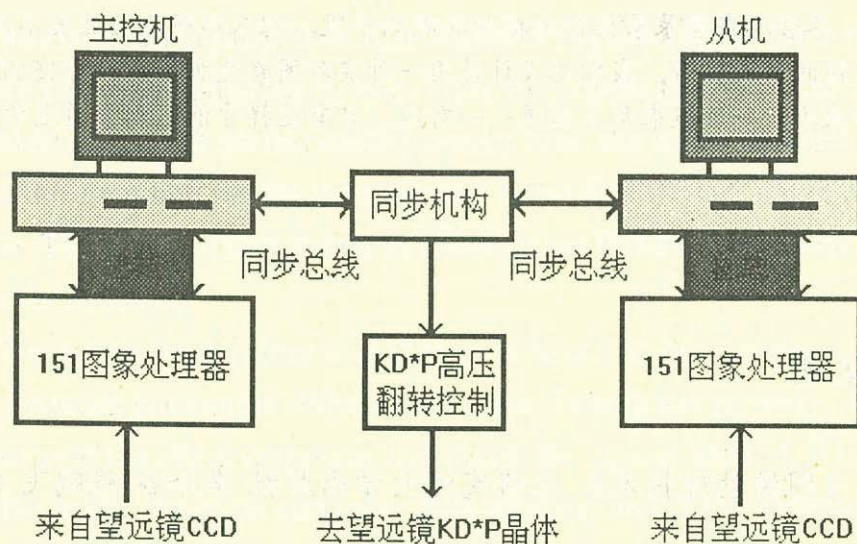 主控机
从机
同步机构
同步总线
同步总线
151图象处理器
KD*P高压
翻转控制
151图象处理器
来自望远镜CCD
去望远镜KD*P晶体
来自望远镜CCD